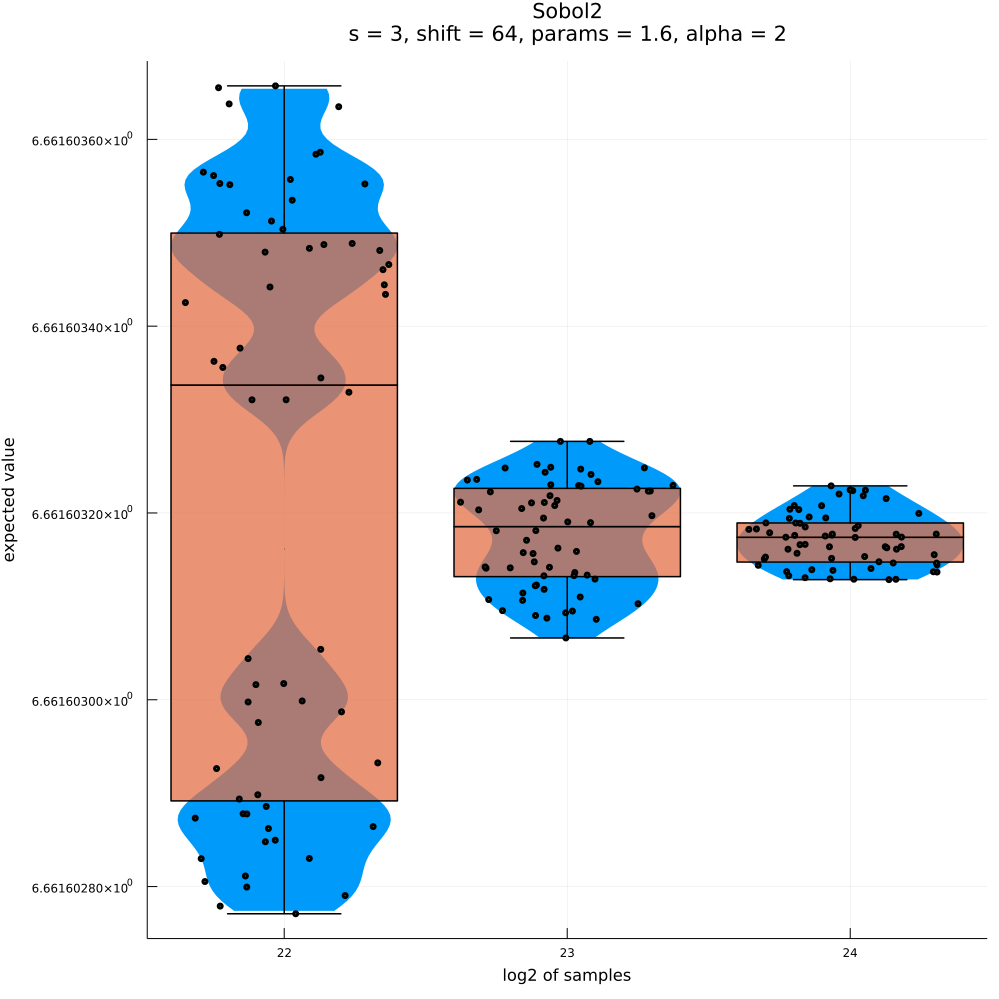 Sobol2
s = 3, shift = 64, params = 1.6, alpha = 2
expected value
6.66160360×10⁰
6.66160340×10⁰
6.66160320×10⁰
6.66160300×10⁰
6.66160280×10⁰
22 23 24
log2 of samples